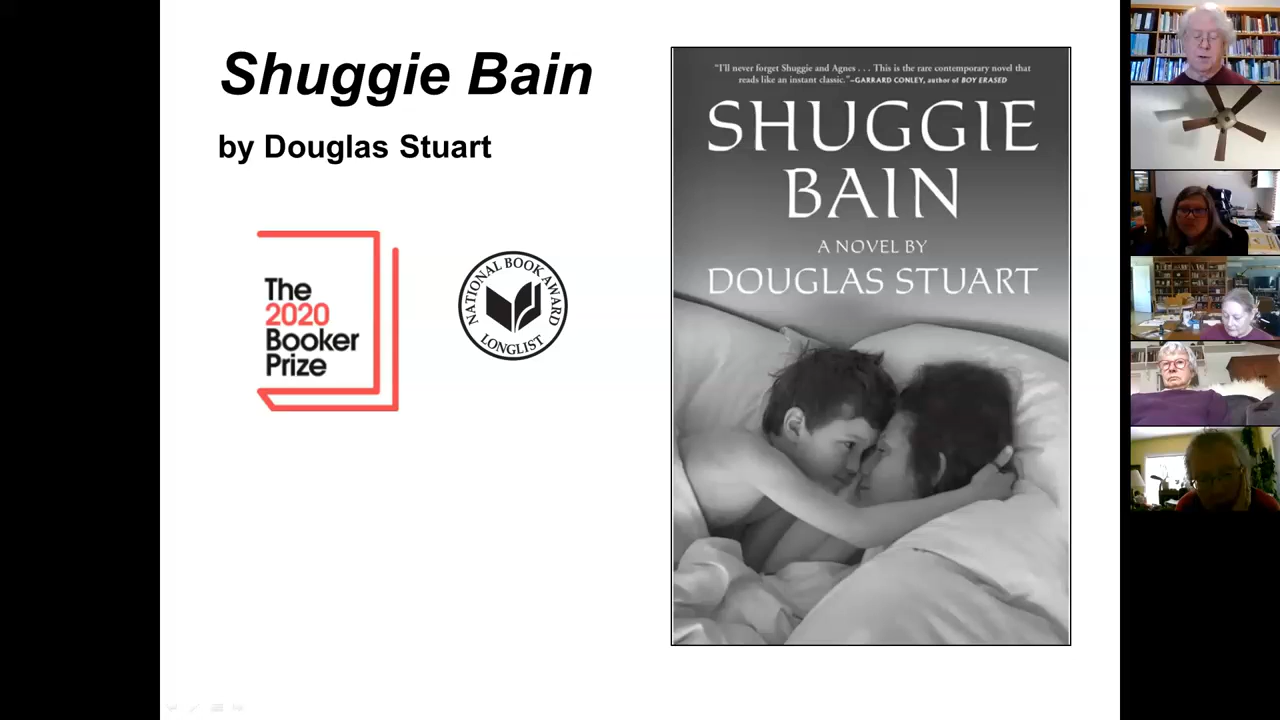 Shuggie Bain
by Douglas Stuart
The
2020
Booker
Prize
NATIONAL BOOK AWARD
LONGLIST
“I'll never forget Shuggie and Agnes . . . This is the rare contemporary novel that
reads like an instant classic.”–GARRARD CONLEY, author of BOY ERASED
SHUGGIE
BAIN
A NOVEL BY
DOUGLAS STUART